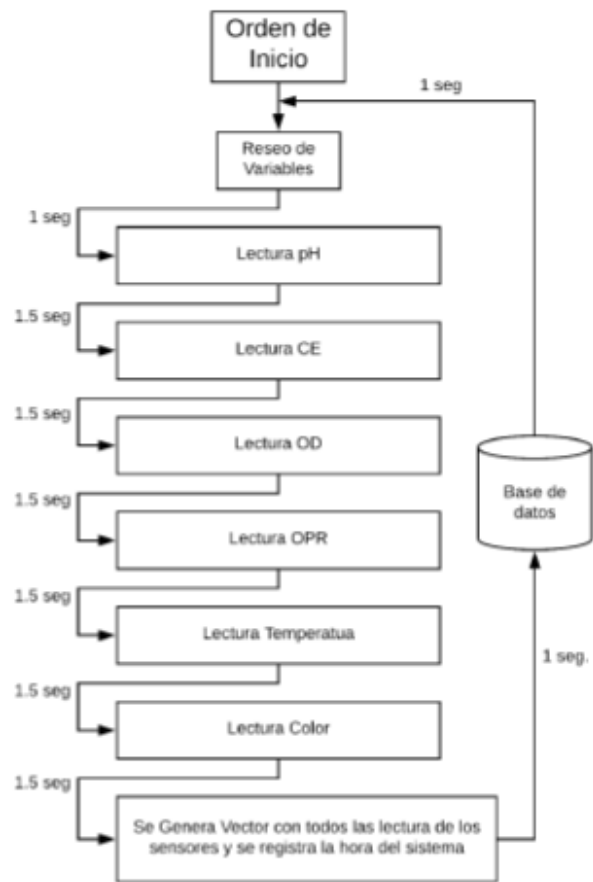 Orden de
Inicio
1 seg
Reseo de
Variables
1 seg
Lectura pH
1.5 seg
Lectura CE
1.5 seg
Lectura OD
1.5 seg
Lectura OPR
1.5 seg
Lectura Temperatua
1.5 seg
Lectura Color
1.5 seg
Se Genera Vector con todos las lectura de los
sensores y se registra la hora del sistema
1 seg.
Base de
datos